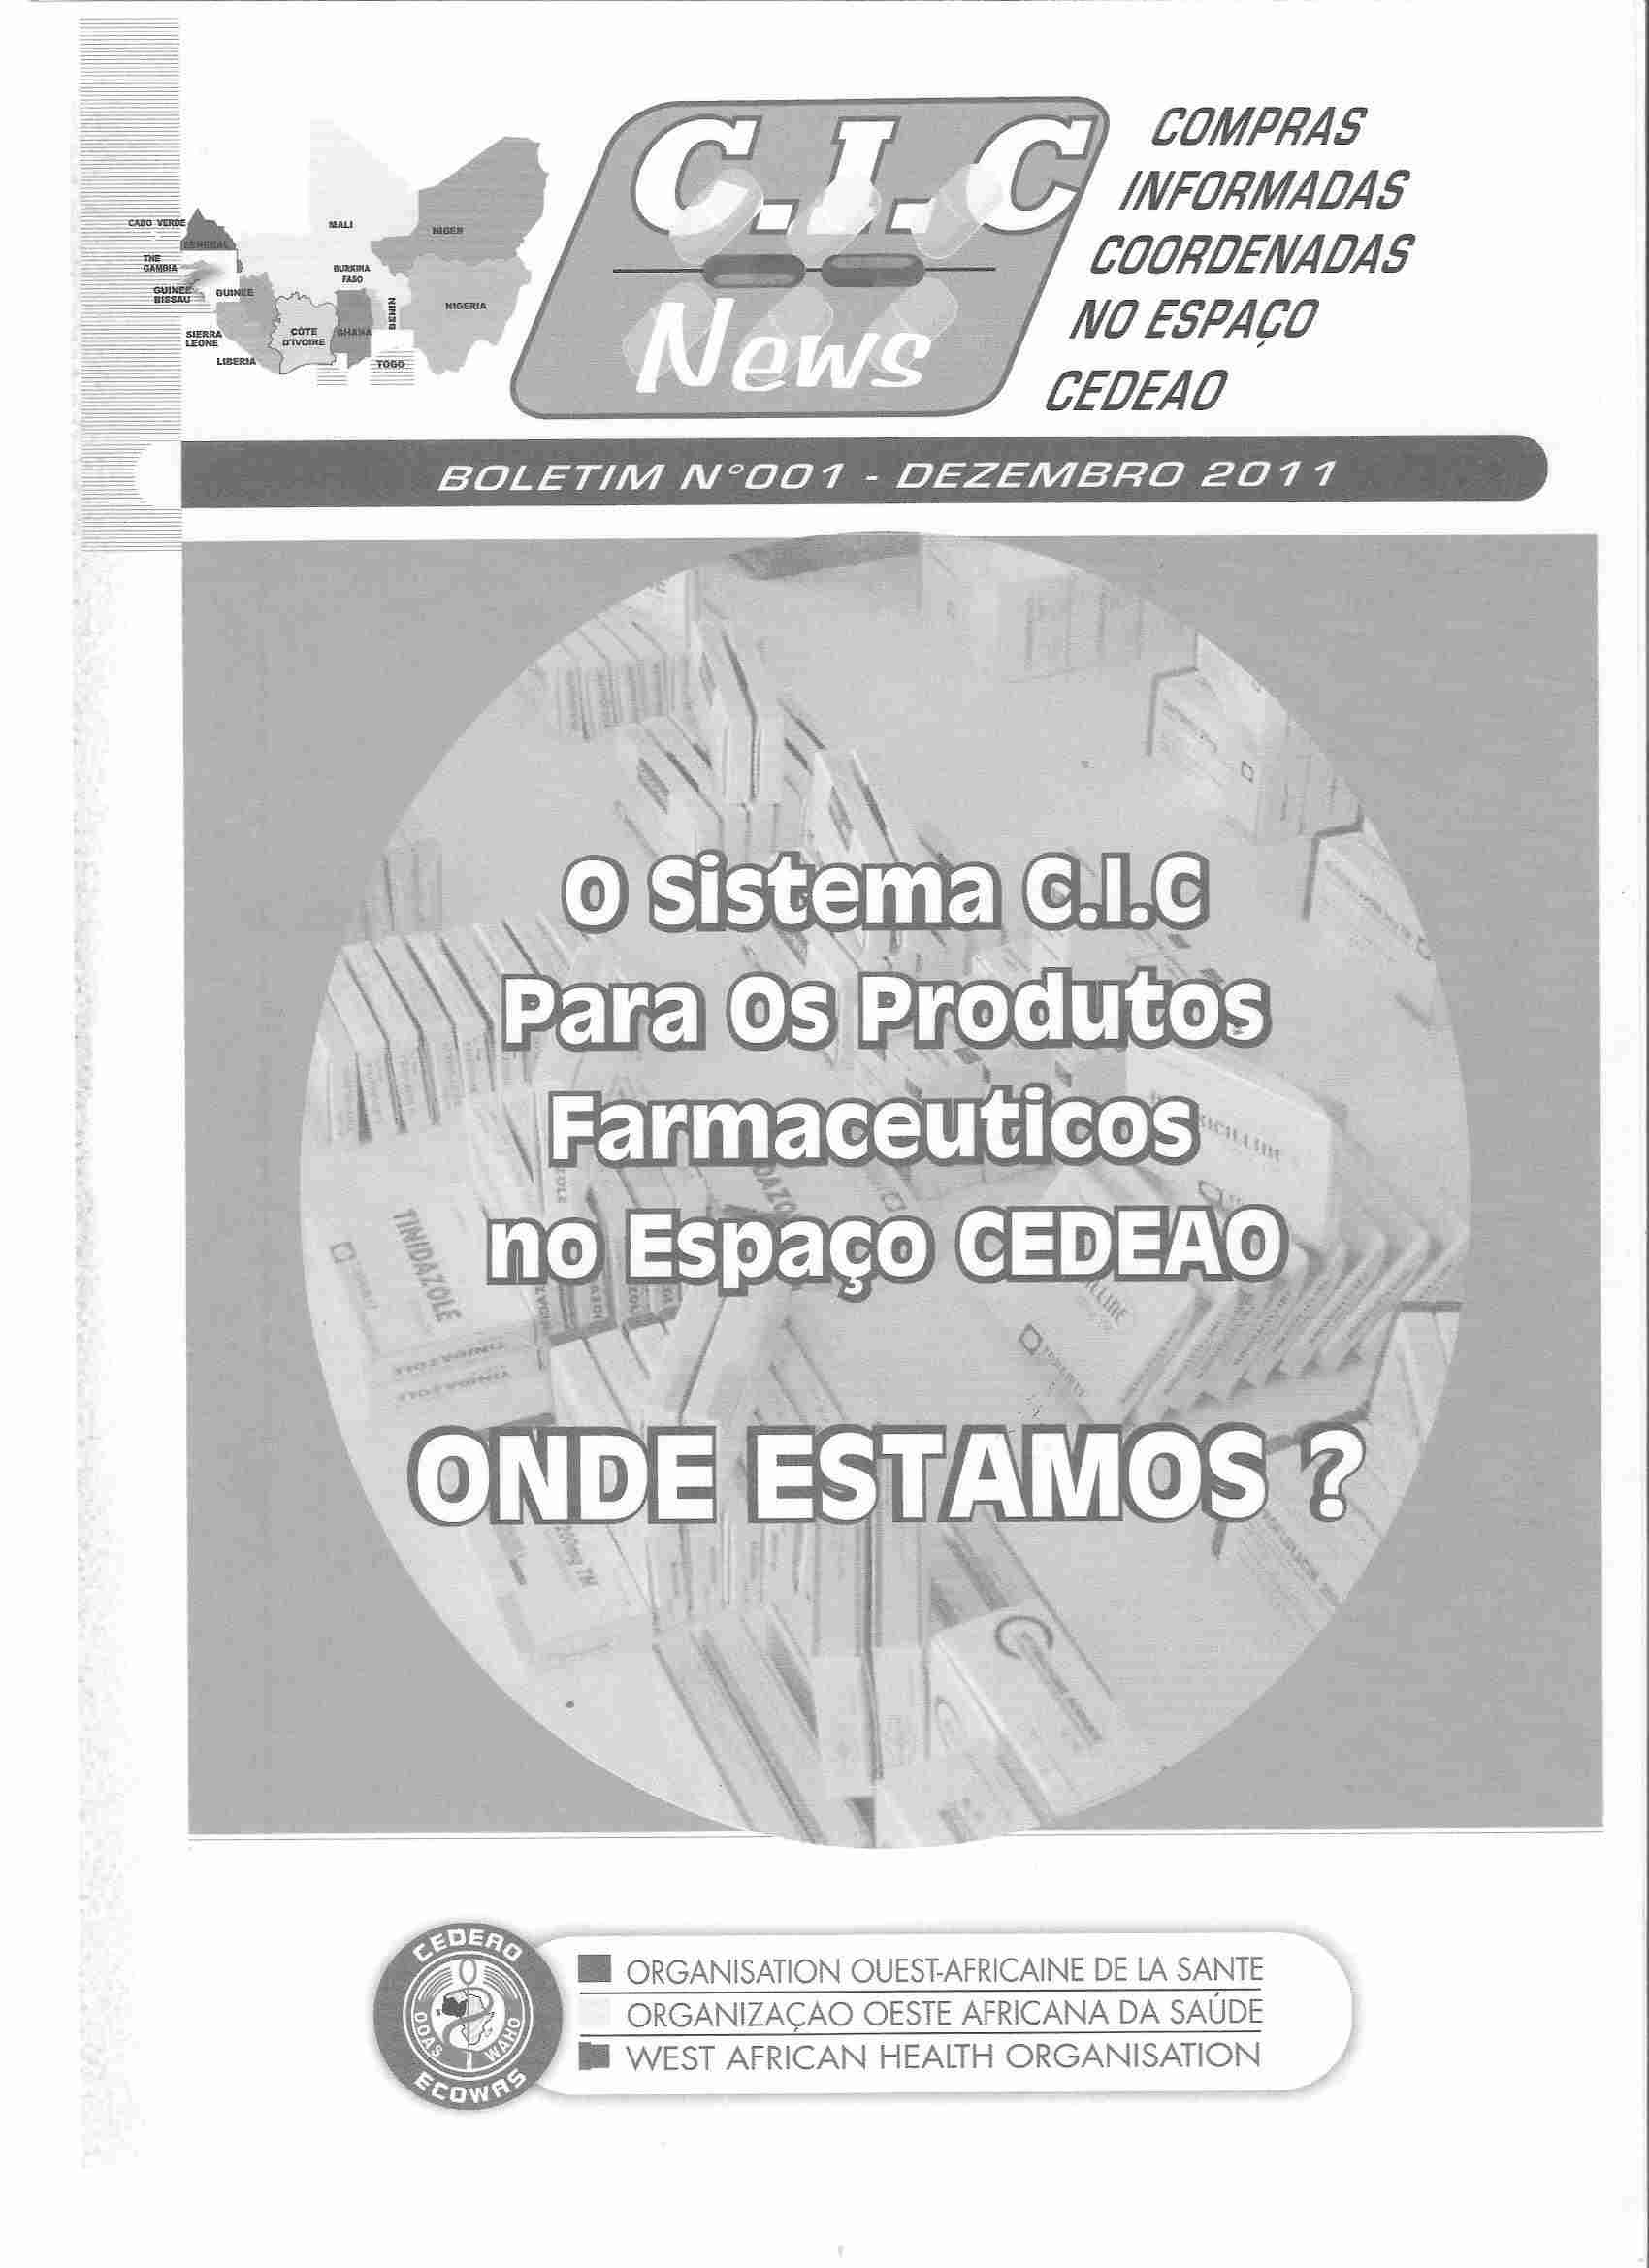 C.I.C
News
COMPRAS
INFORMADAS
COORDENADAS
NO ESPAÇO
CEDEAO
CABO VERDE
SENEGAL
THE
GAMBIA
GUINEE
BISSAU
GUINEE
SIERRA
LEONE
LIBERIA
MALI
BURKINA
FASO
CÔTE
D'IVOIRE
GHANA
TOGO
BENIN
NIGER
NIGERIA
BOLETIM N°001 - DEZEMBRO 2011
O Sistema C.I.C
Para Os Produtos
Farmaceuticos
no Espaço CEDEAO
ONDE ESTAMOS ?
TINIDAZOLE
TINIDAZOLE
TINIDAZOLE
CEDEAO
OOAS
WAHO
ECOWAS
ORGANISATION OUEST-AFRICAINE DE LA SANTE
ORGANIZAÇAO OESTE AFRICANA DA SAÚDE
WEST AFRICAN HEALTH ORGANISATION